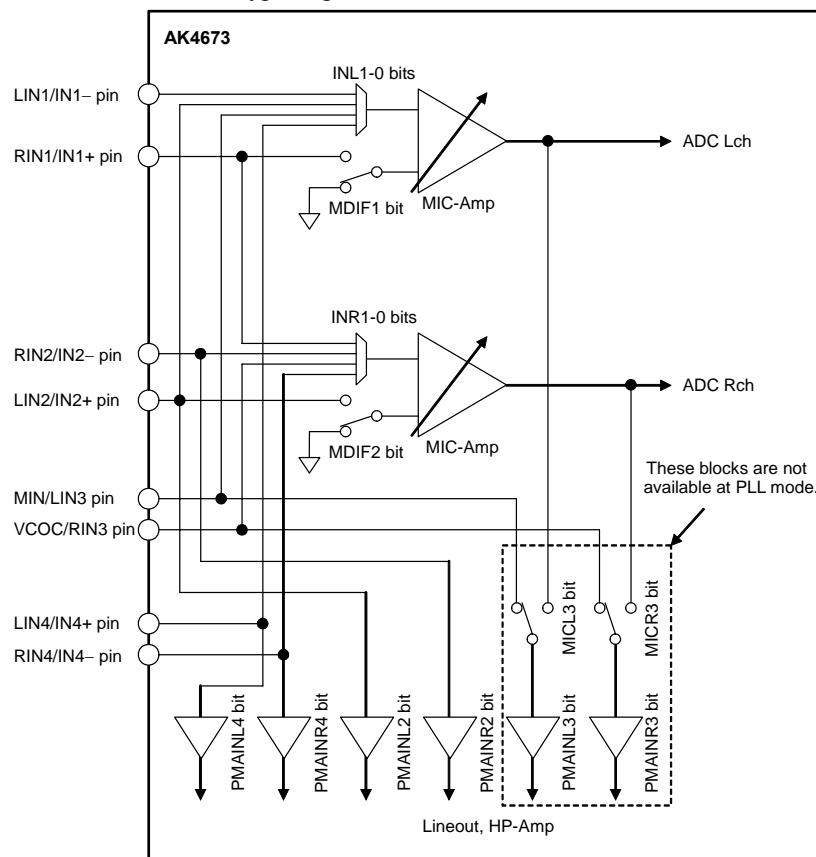 AK4673
LIN1/IN1− pin
INL1-0 bits
ADC Lch
RIN1/IN1+ pin
MDIF1 bit
MIC-Amp
INR1-0 bits
RIN2/IN2− pin
ADC Rch
LIN2/IN2+ pin
MDIF2 bit
MIC-Amp
These blocks are not
available at PLL mode.
MIN/LIN3 pin
VCOC/RIN3 pin
MICL3 bit
MICR3 bit
LIN4/IN4+ pin
RIN4/IN4− pin
PMAINL4 bit
PMAINR4 bit
PMAINL2 bit
PMAINR2 bit
PMAINL3 bit
PMAINR3 bit
Lineout, HP-Amp